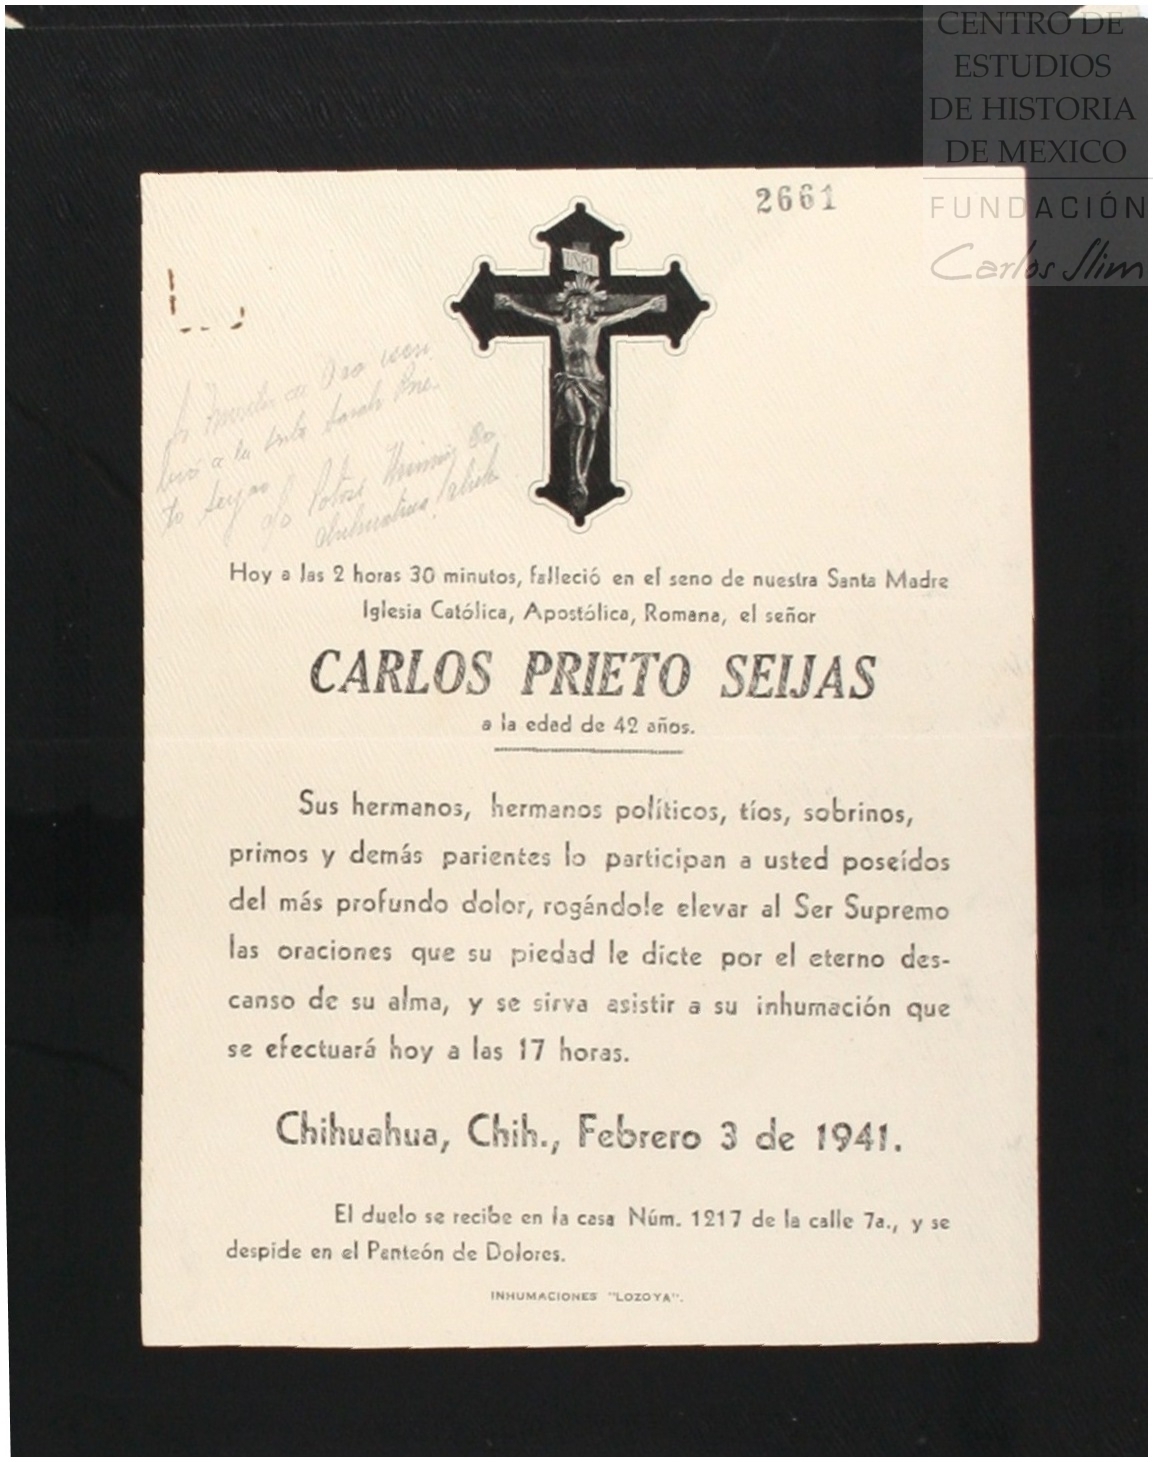 CENTRO DE
ESTUDIOS
DE HISTORIA
DE MEXICO
FUNDACIÓN
Carlos Slim
2661
INRI
a la Sarah
Hoy a las 2 horas 30 minutos, falleció en el seno de nuestra Santa Madre
Iglesia Católica, Apostólica, Romana, el señor
CARLOS PRIETO SEIJAS
a la edad de 42 años.
Sus hermanos, hermanos políticos, tíos, sobrinos,
primos y demás parientes lo participan a usted poseídos
del más profundo dolor, rogándole elevar al Ser Supremo
las oraciones que su piedad le dicte por el eterno des-
canso de su alma, y se sirva asistir a su inhumación que
se efectuará hoy a las 17 horas.
Chihuahua, Chih., Febrero 3 de 1941.
El duelo se recibe en la casa Núm. 1217 de la calle 7a., y se
despide en el Panteón de Dolores.
INHUMACIONES "LOZOYA".